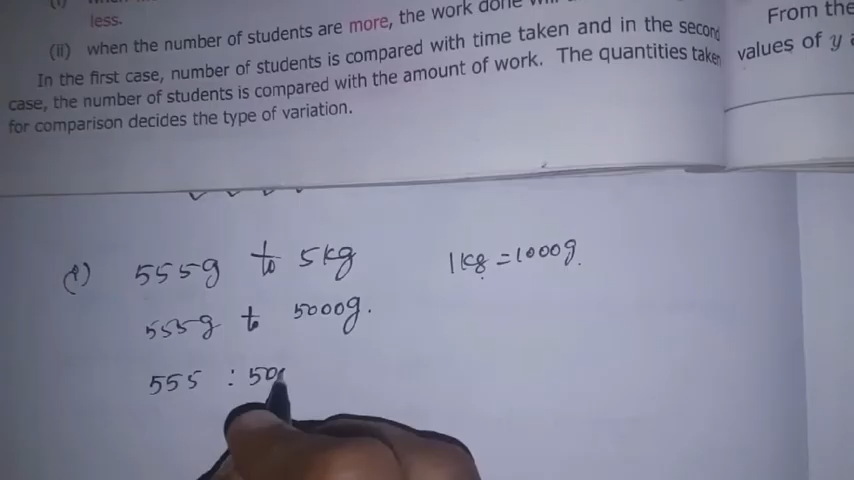 less.
(ii) when the number of students are more, the work done will
In the first case, number of students is compared with time taken and in the second
case, the number of students is compared with the amount of work. The quantities taken
for comparison decides the type of variation.
From the
values of y
555g to 5kg 1kg = 1000g.
555g to 5000g.
555 : 50